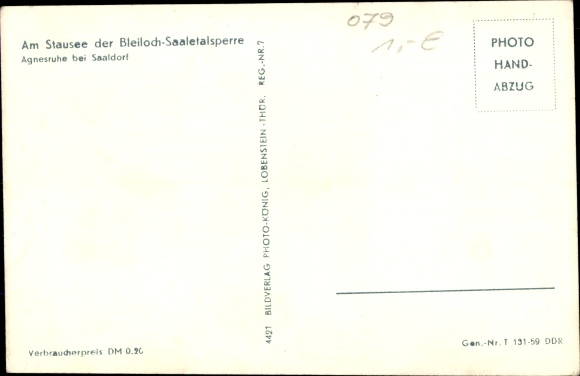 Am Stausee der Bleiloch-Saaletalsperre
Agnesruhe bei Saaldorf
079
1,- €
PHOTO
HAND-
ABZUG
4421 BILDVERLAG PHOTO-KÖNIG, LOBENSTEIN-THÜR. REG.-NR.7
Verbraucherpreis DM 0.20
Gen.-Nr. T 131-59 DDR